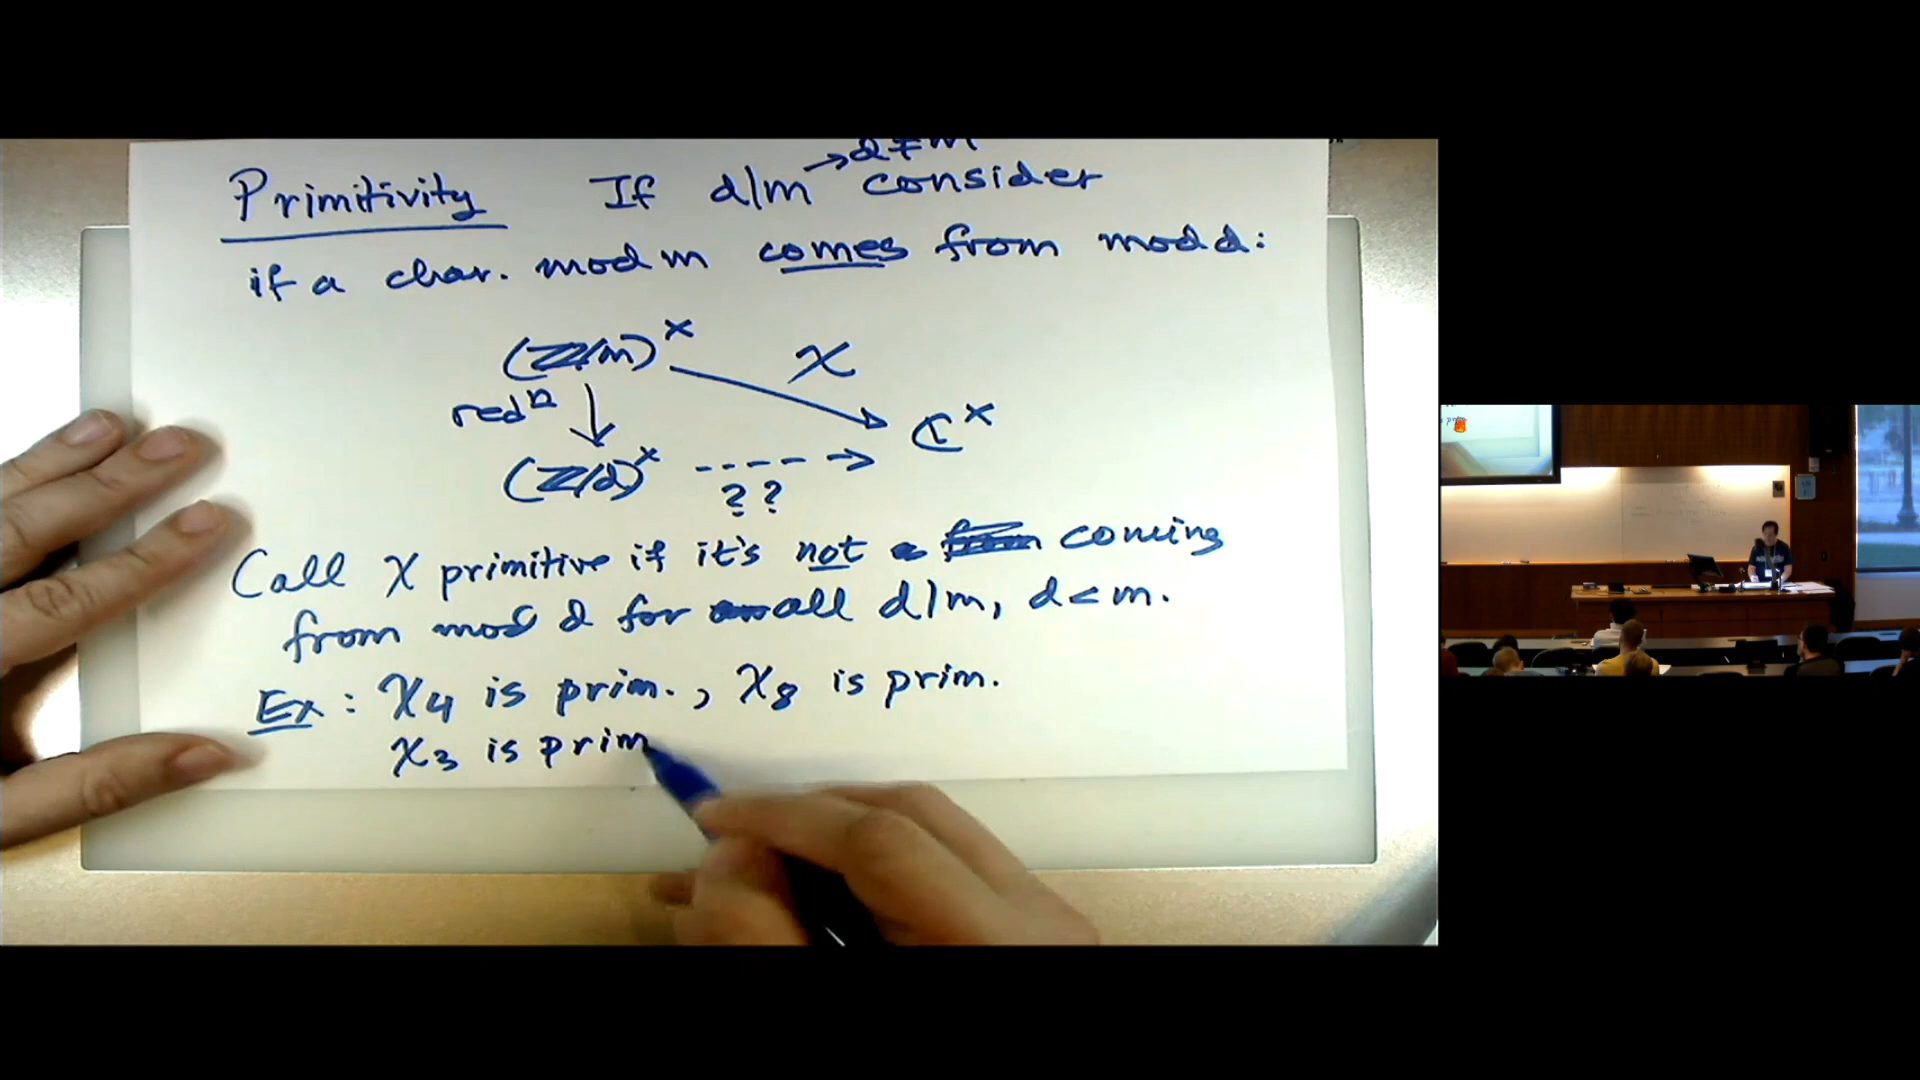 d≠m
Primitivity If d|m → consider
if a char. mod m comes from mod d:
(ℤ/m)^× χ
red^n
ℂ^×
(ℤ/d)^× ----→
??
Call χ primitive if it's not coming
from mod d for all d|m, d<m.
Ex: χ₄ is prim., χ₈ is prim.
χ₃ is prim